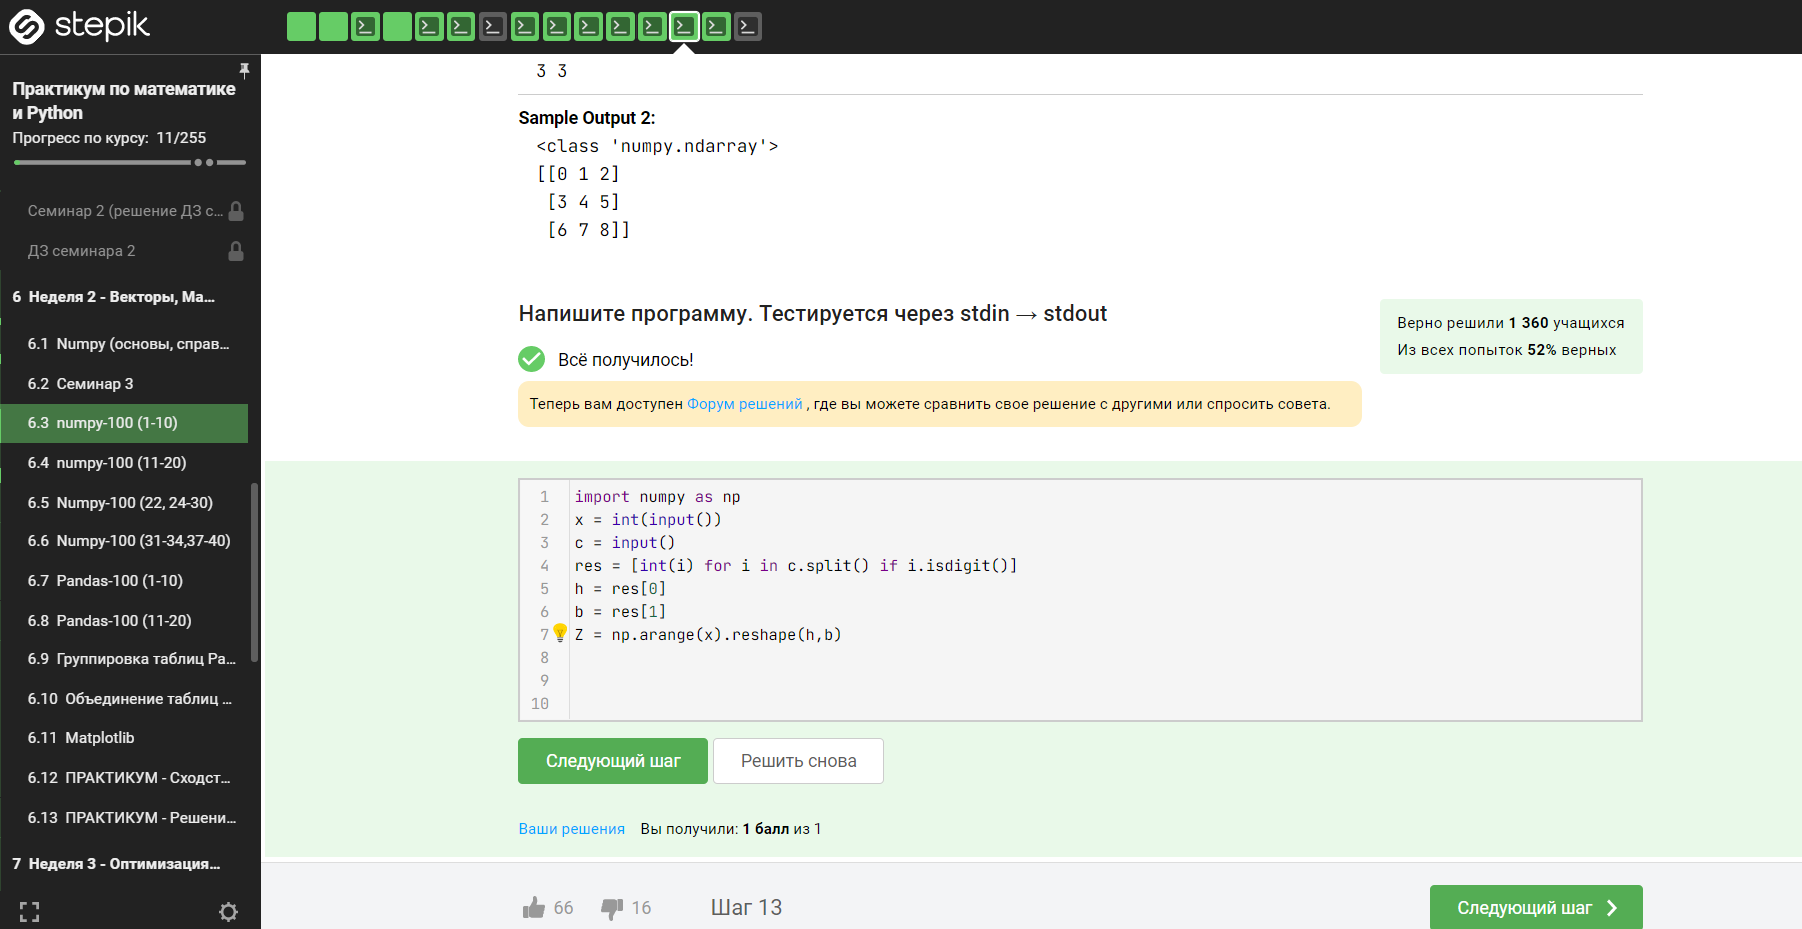 stepik
Практикум по математике
и Python
Прогресс по курсу: 11/255
Семинар 2 (решение ДЗ с...
ДЗ семинара 2
6 Неделя 2 - Векторы, Ма...
6.1 Numpy (основы, справ...
6.2 Семинар 3
6.3 numpy-100 (1-10)
6.4 numpy-100 (11-20)
6.5 Numpy-100 (22, 24-30)
6.6 Numpy-100 (31-34,37-40)
6.7 Pandas-100 (1-10)
6.8 Pandas-100 (11-20)
6.9 Группировка таблиц Pa...
6.10 Объединение таблиц ...
6.11 Matplotlib
6.12 ПРАКТИКУМ - Сходст...
6.13 ПРАКТИКУМ - Решени...
7 Неделя 3 - Оптимизация...
3 3
Sample Output 2:
<class 'numpy.ndarray'>
[[0 1 2]
[3 4 5]
[6 7 8]]
Напишите программу. Тестируется через stdin → stdout
Верно решили 1 360 учащихся
Из всех попыток 52% верных
Всё получилось!
Теперь вам доступен Форум решений , где вы можете сравнить свое решение с другими или спросить совета.
1 import numpy as np
2 x = int(input())
3 c = input()
4 res = [int(i) for i in c.split() if i.isdigit()]
5 h = res[0]
6 b = res[1]
7 Z = np.arange(x).reshape(h,b)
8
9
10
Следующий шаг
Решить снова
Ваши решения Вы получили: 1 балл из 1
66 16 Шаг 13
Следующий шаг